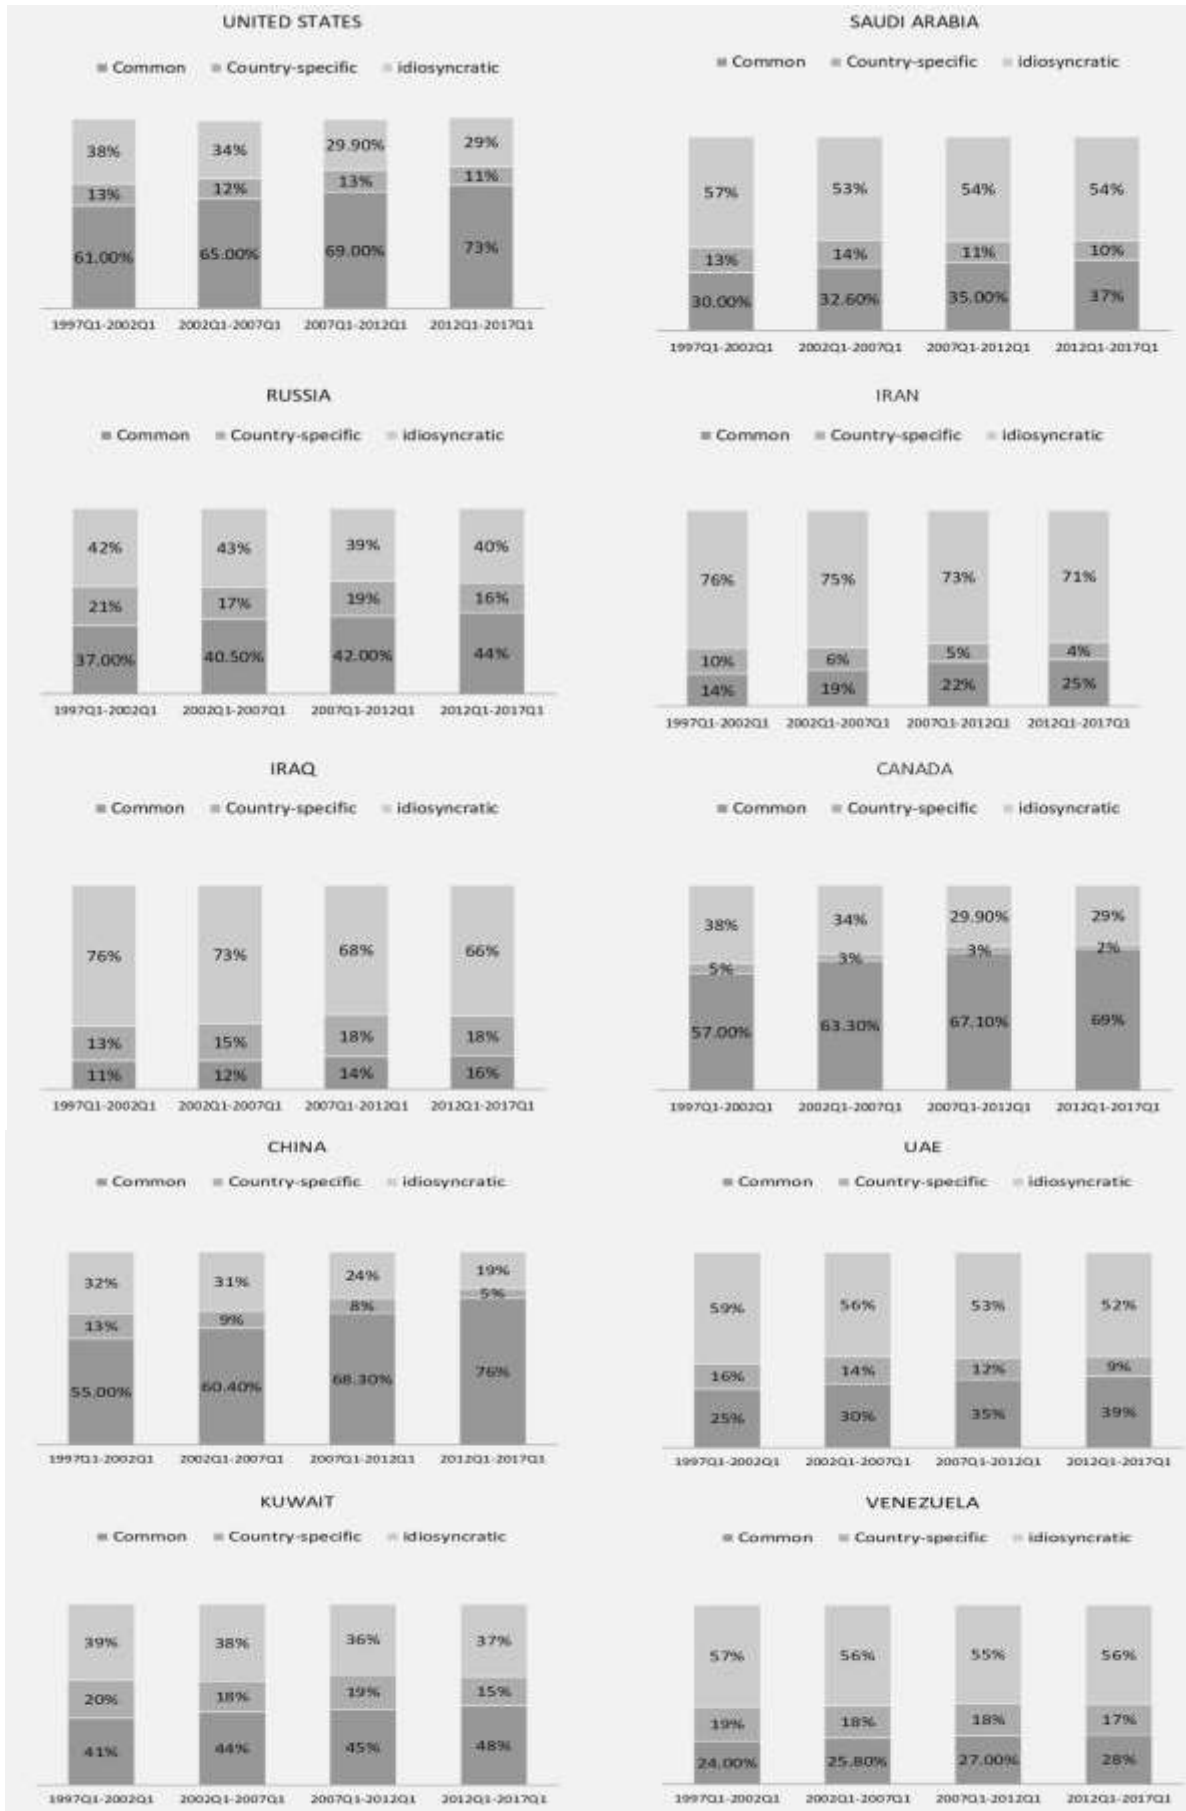 UNITED STATES
Common Country-specific idiosyncratic
38% 34% 29.90% 29%
13% 12% 13% 11%
61.00% 65.00% 69.00% 73%
1997Q1-2002Q1 2002Q1-2007Q1 2007Q1-2012Q1 2012Q1-2017Q1
SAUDI ARABIA
Common Country-specific idiosyncratic
57% 53% 54% 54%
13% 14% 11% 10%
30.00% 32.60% 35.00% 37%
1997Q1-2002Q1 2002Q1-2007Q1 2007Q1-2012Q1 2012Q1-2017Q1
RUSSIA
Common Country-specific idiosyncratic
42% 43% 39% 40%
21% 17% 19% 16%
37.00% 40.50% 42.00% 44%
1997Q1-2002Q1 2002Q1-2007Q1 2007Q1-2012Q1 2012Q1-2017Q1
IRAN
Common Country-specific idiosyncratic
76% 75% 73% 71%
10% 6% 5% 4%
14% 19% 22% 25%
1997Q1-2002Q1 2002Q1-2007Q1 2007Q1-2012Q1 2012Q1-2017Q1
IRAQ
Common Country-specific idiosyncratic
76% 73% 68% 66%
13% 15% 18% 18%
11% 12% 14% 16%
1997Q1-2002Q1 2002Q1-2007Q1 2007Q1-2012Q1 2012Q1-2017Q1
CANADA
Common Country-specific idiosyncratic
38% 34% 29.90% 29%
5% 3% 3% 2%
57.00% 63.30% 67.10% 69%
1997Q1-2002Q1 2002Q1-2007Q1 2007Q1-2012Q1 2012Q1-2017Q1
CHINA
Common Country-specific idiosyncratic
32% 31% 24% 19%
13% 9% 8% 5%
55.00% 60.40% 68.30% 76%
1997Q1-2002Q1 2002Q1-2007Q1 2007Q1-2012Q1 2012Q1-2017Q1
UAE
Common Country-specific idiosyncratic
59% 56% 53% 52%
16% 14% 12% 9%
25% 30% 35% 39%
1997Q1-2002Q1 2002Q1-2007Q1 2007Q1-2012Q1 2012Q1-2017Q1
KUWAIT
Common Country-specific idiosyncratic
39% 38% 36% 37%
20% 18% 19% 15%
41% 44% 45% 48%
1997Q1-2002Q1 2002Q1-2007Q1 2007Q1-2012Q1 2012Q1-2017Q1
VENEZUELA
Common Country-specific idiosyncratic
57% 56% 55% 56%
19% 18% 18% 17%
24.00% 25.80% 27.00% 28%
1997Q1-2002Q1 2002Q1-2007Q1 2007Q1-2012Q1 2012Q1-2017Q1